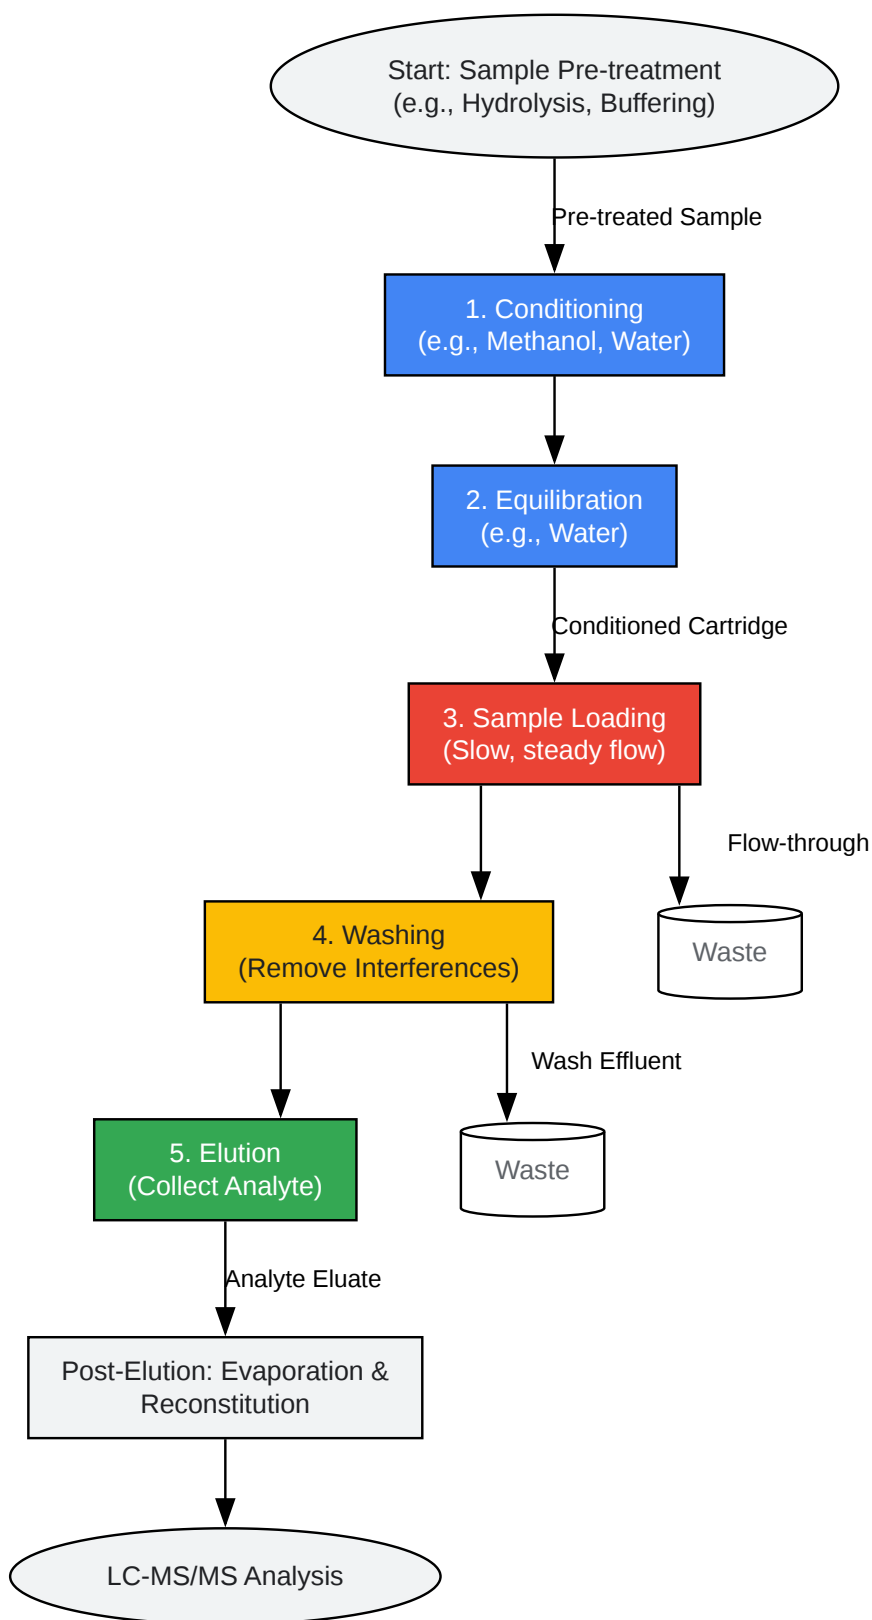 Start: Sample Pre-treatment
(e.g., Hydrolysis, Buffering)
Pre-treated Sample
1. Conditioning
(e.g., Methanol, Water)
2. Equilibration
(e.g., Water)
Conditioned Cartridge
3. Sample Loading
(Slow, steady flow)
Flow-through
4. Washing
(Remove Interferences)
Waste
Wash Effluent
5. Elution
(Collect Analyte)
Waste
Analyte Eluate
Post-Elution: Evaporation &
Reconstitution
LC-MS/MS Analysis